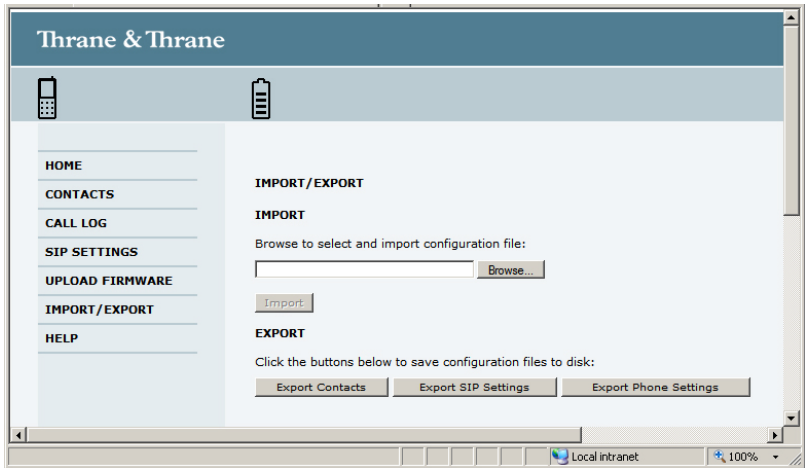 Thrane & Thrane
HOME
CONTACTS
CALL LOG
SIP SETTINGS
UPLOAD FIRMWARE
IMPORT/EXPORT
HELP
IMPORT/EXPORT
IMPORT
Browse to select and import configuration file:
Browse...
Import
EXPORT
Click the buttons below to save configuration files to disk:
Export Contacts Export SIP Settings Export Phone Settings
Local intranet 100%